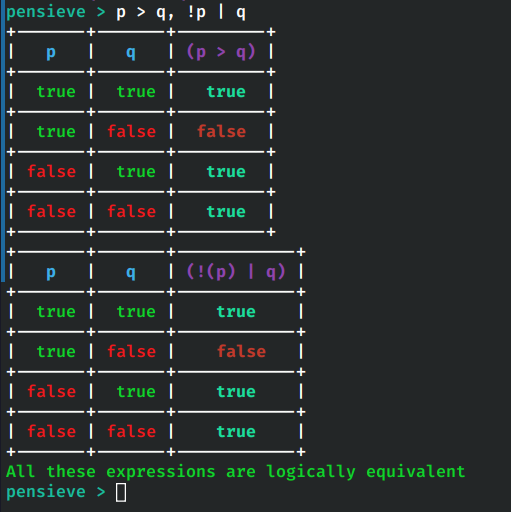 pensieve > p > q, !p | q
+-------+-------+---------+
|   p   |   q   | (p > q) |
+-------+-------+---------+
|  true |  true |   true  |
+-------+-------+---------+
|  true | false |  false  |
+-------+-------+---------+
| false |  true |   true  |
+-------+-------+---------+
| false | false |   true  |
+-------+-------+---------+
+-------+-------+------------+
|   p   |   q   | (!(p) | q) |
+-------+-------+------------+
|  true |  true |    true    |
+-------+-------+------------+
|  true | false |    false   |
+-------+-------+------------+
| false |  true |    true    |
+-------+-------+------------+
| false | false |    true    |
+-------+-------+------------+
All these expressions are logically equivalent
pensieve >